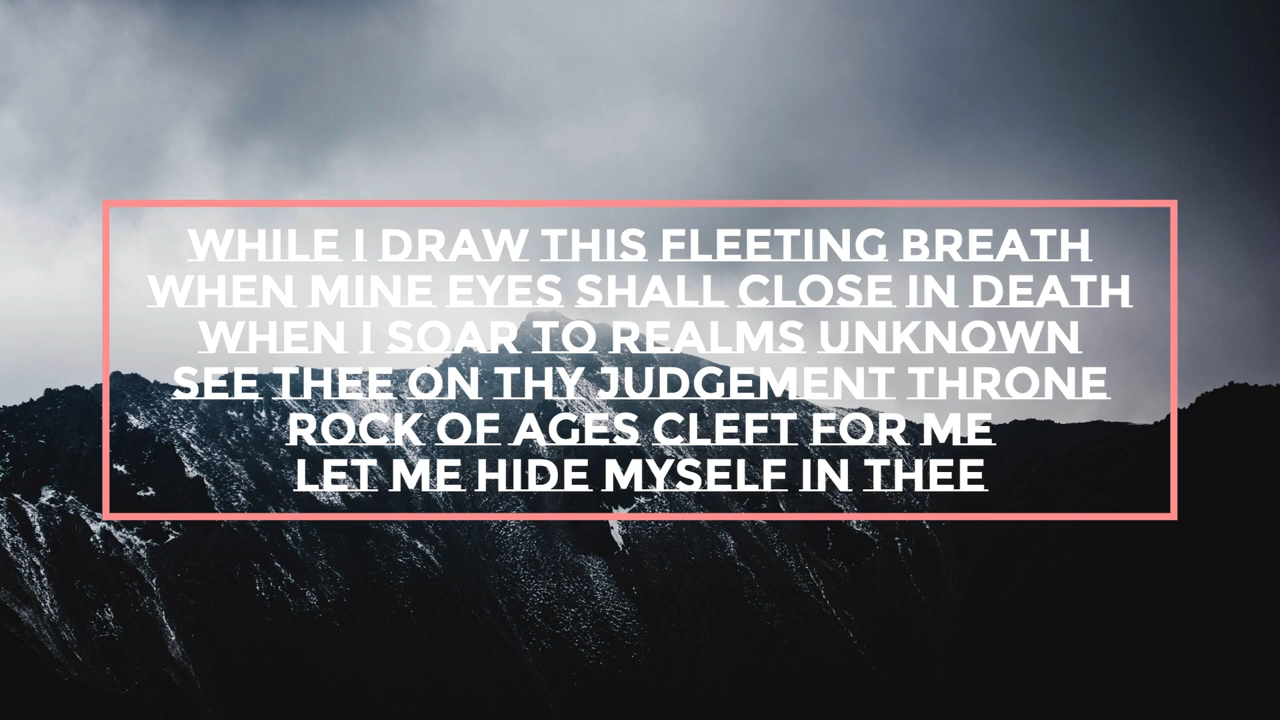 WHILE I DRAW THIS FLEETING BREATH
WHEN MINE EYES SHALL CLOSE IN DEATH
WHEN I SOAR TO REALMS UNKNOWN
SEE THEE ON THY JUDGEMENT THRONE
ROCK OF AGES CLEFT FOR ME
LET ME HIDE MYSELF IN THEE